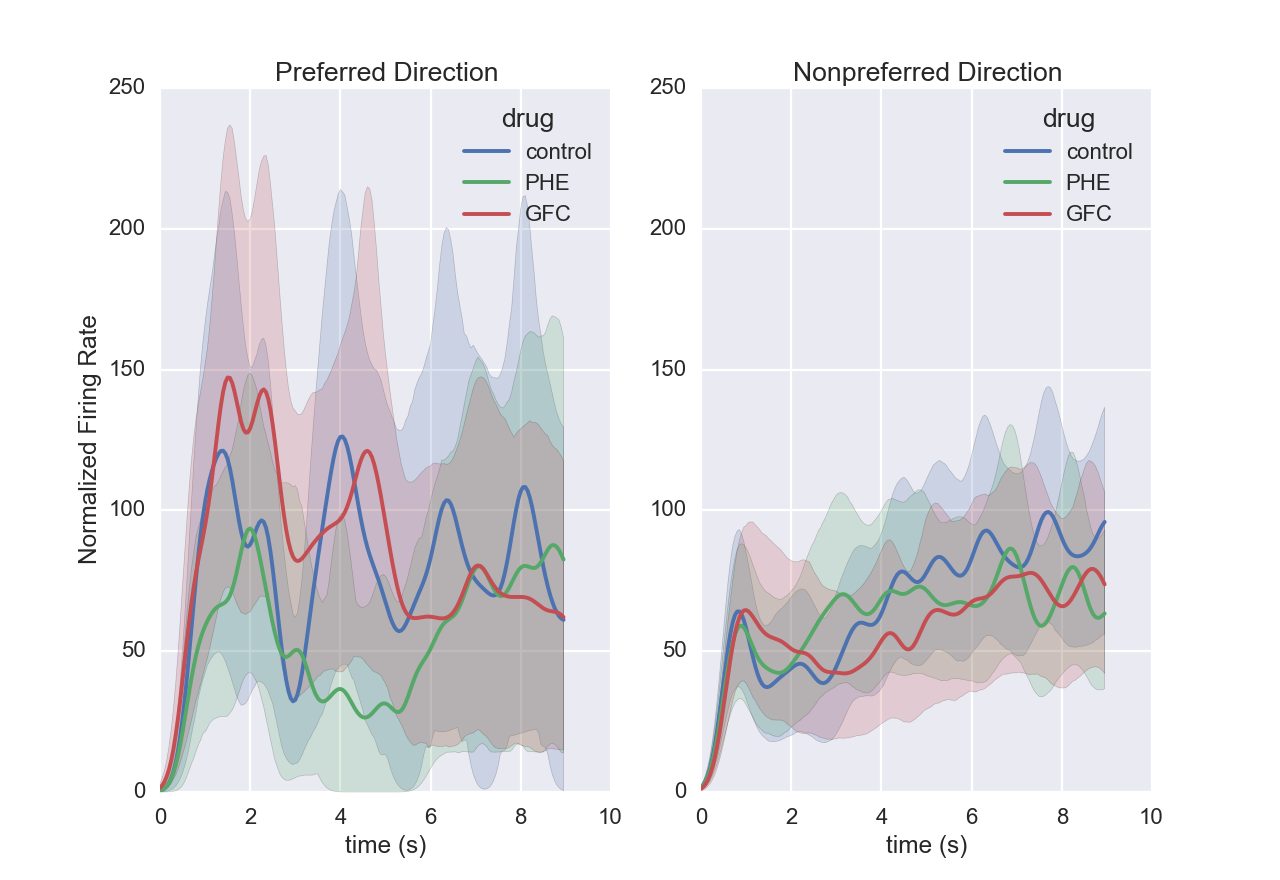 Preferred Direction
Nonpreferred Direction
250
200
150
100
50
0
Normalized Firing Rate
drug
control
PHE
GFC
0 2 4 6 8 10
time (s)
250
200
150
100
50
0
drug
control
PHE
GFC
0 2 4 6 8 10
time (s)